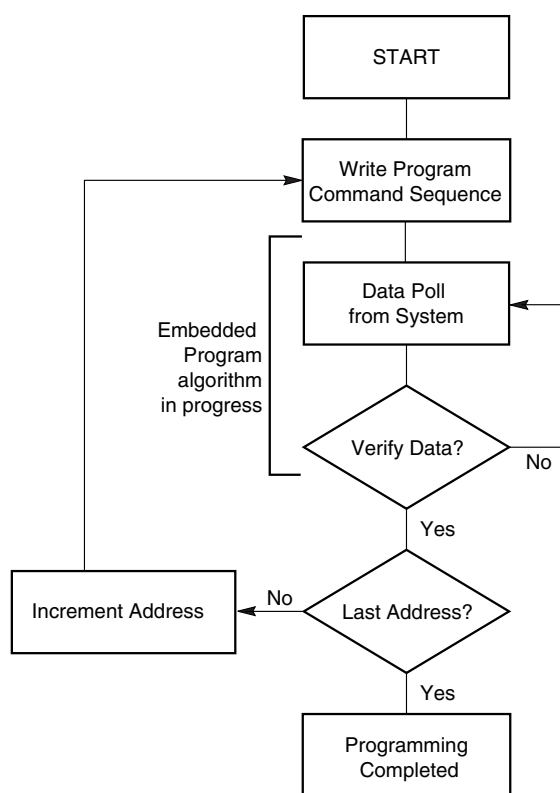 START
Write Program
Command Sequence
Data Poll
from System
Embedded
Program
algorithm
in progress
Verify Data?
No
Yes
Increment Address
No
Last Address?
Yes
Programming
Completed